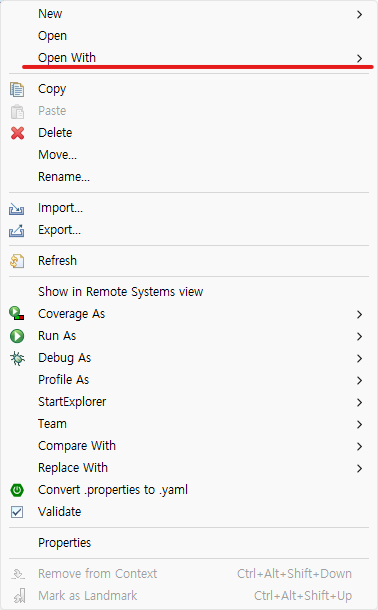 New
Open
Open With
Copy
Paste
Delete
Move...
Rename...
Import...
Export...
Refresh
Show in Remote Systems view
Coverage As
Run As
Debug As
Profile As
StartExplorer
Team
Compare With
Replace With
Convert .properties to .yaml
Validate
Properties
Remove from Context Ctrl+Alt+Shift+Down
Mark as Landmark Ctrl+Alt+Shift+Up